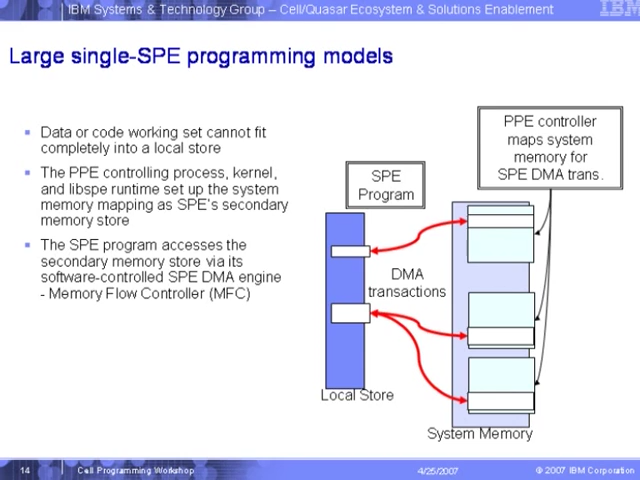 IBM Systems & Technology Group – Cell/Quasar Ecosystem & Solutions Enablement
IBM
Large single-SPE programming models
Data or code working set cannot fit
completely into a local store
The PPE controlling process, kernel,
and libspe runtime set up the system
memory mapping as SPE's secondary
memory store
The SPE program accesses the
secondary memory store via its
software-controlled SPE DMA engine
- Memory Flow Controller (MFC)
PPE controller
maps system
memory for
SPE DMA trans.
SPE
Program
DMA
transactions
Local Store
System Memory
14
Cell Programming Workshop
4/25/2007
© 2007 IBM Corporation